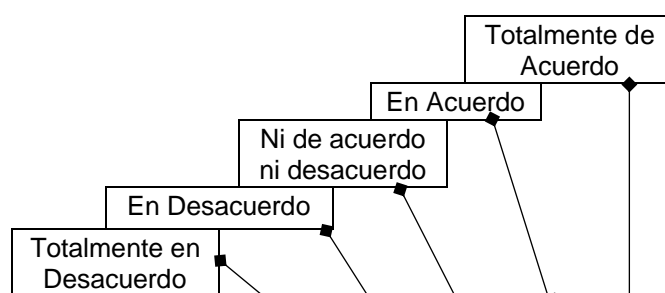 Totalmente de
Acuerdo
En Acuerdo
Ni de acuerdo
ni desacuerdo
En Desacuerdo
Totalmente en
Desacuerdo